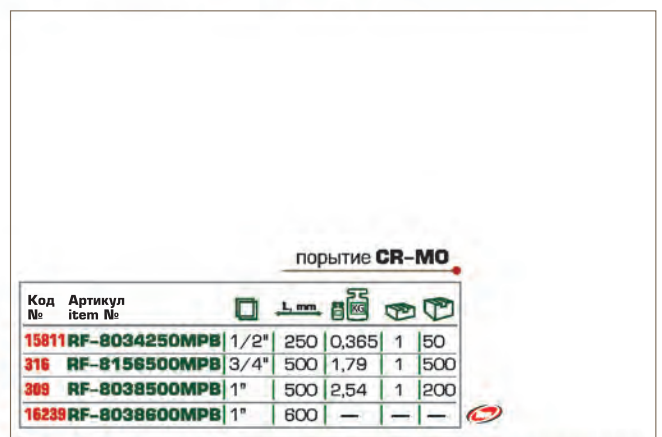 порытие CR-MO
Код Артикул L, mm KG
№ item №
15811 RF-8034250MPB 1/2" 250 0,365 1 50
316 RF-8156500MPB 3/4" 500 1,79 1 500
309 RF-8038500MPB 1" 500 2,54 1 200
16239 RF-8038600MPB 1" 600 — — —